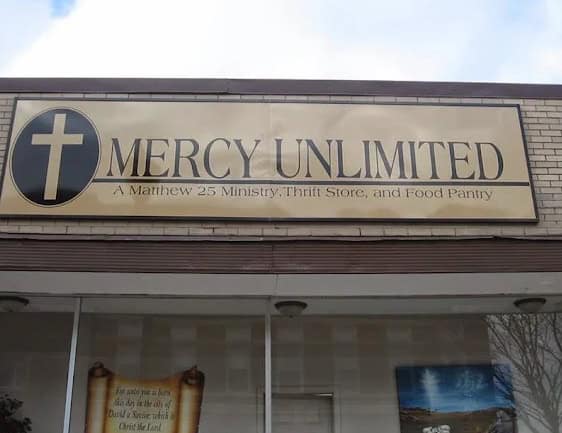 MERCY UNLIMITED
A Matthew 25 Ministry, Thrift Store, and Food Pantry
For unto you is born
this day in the city of
David a Savior, which is
Christ the Lord